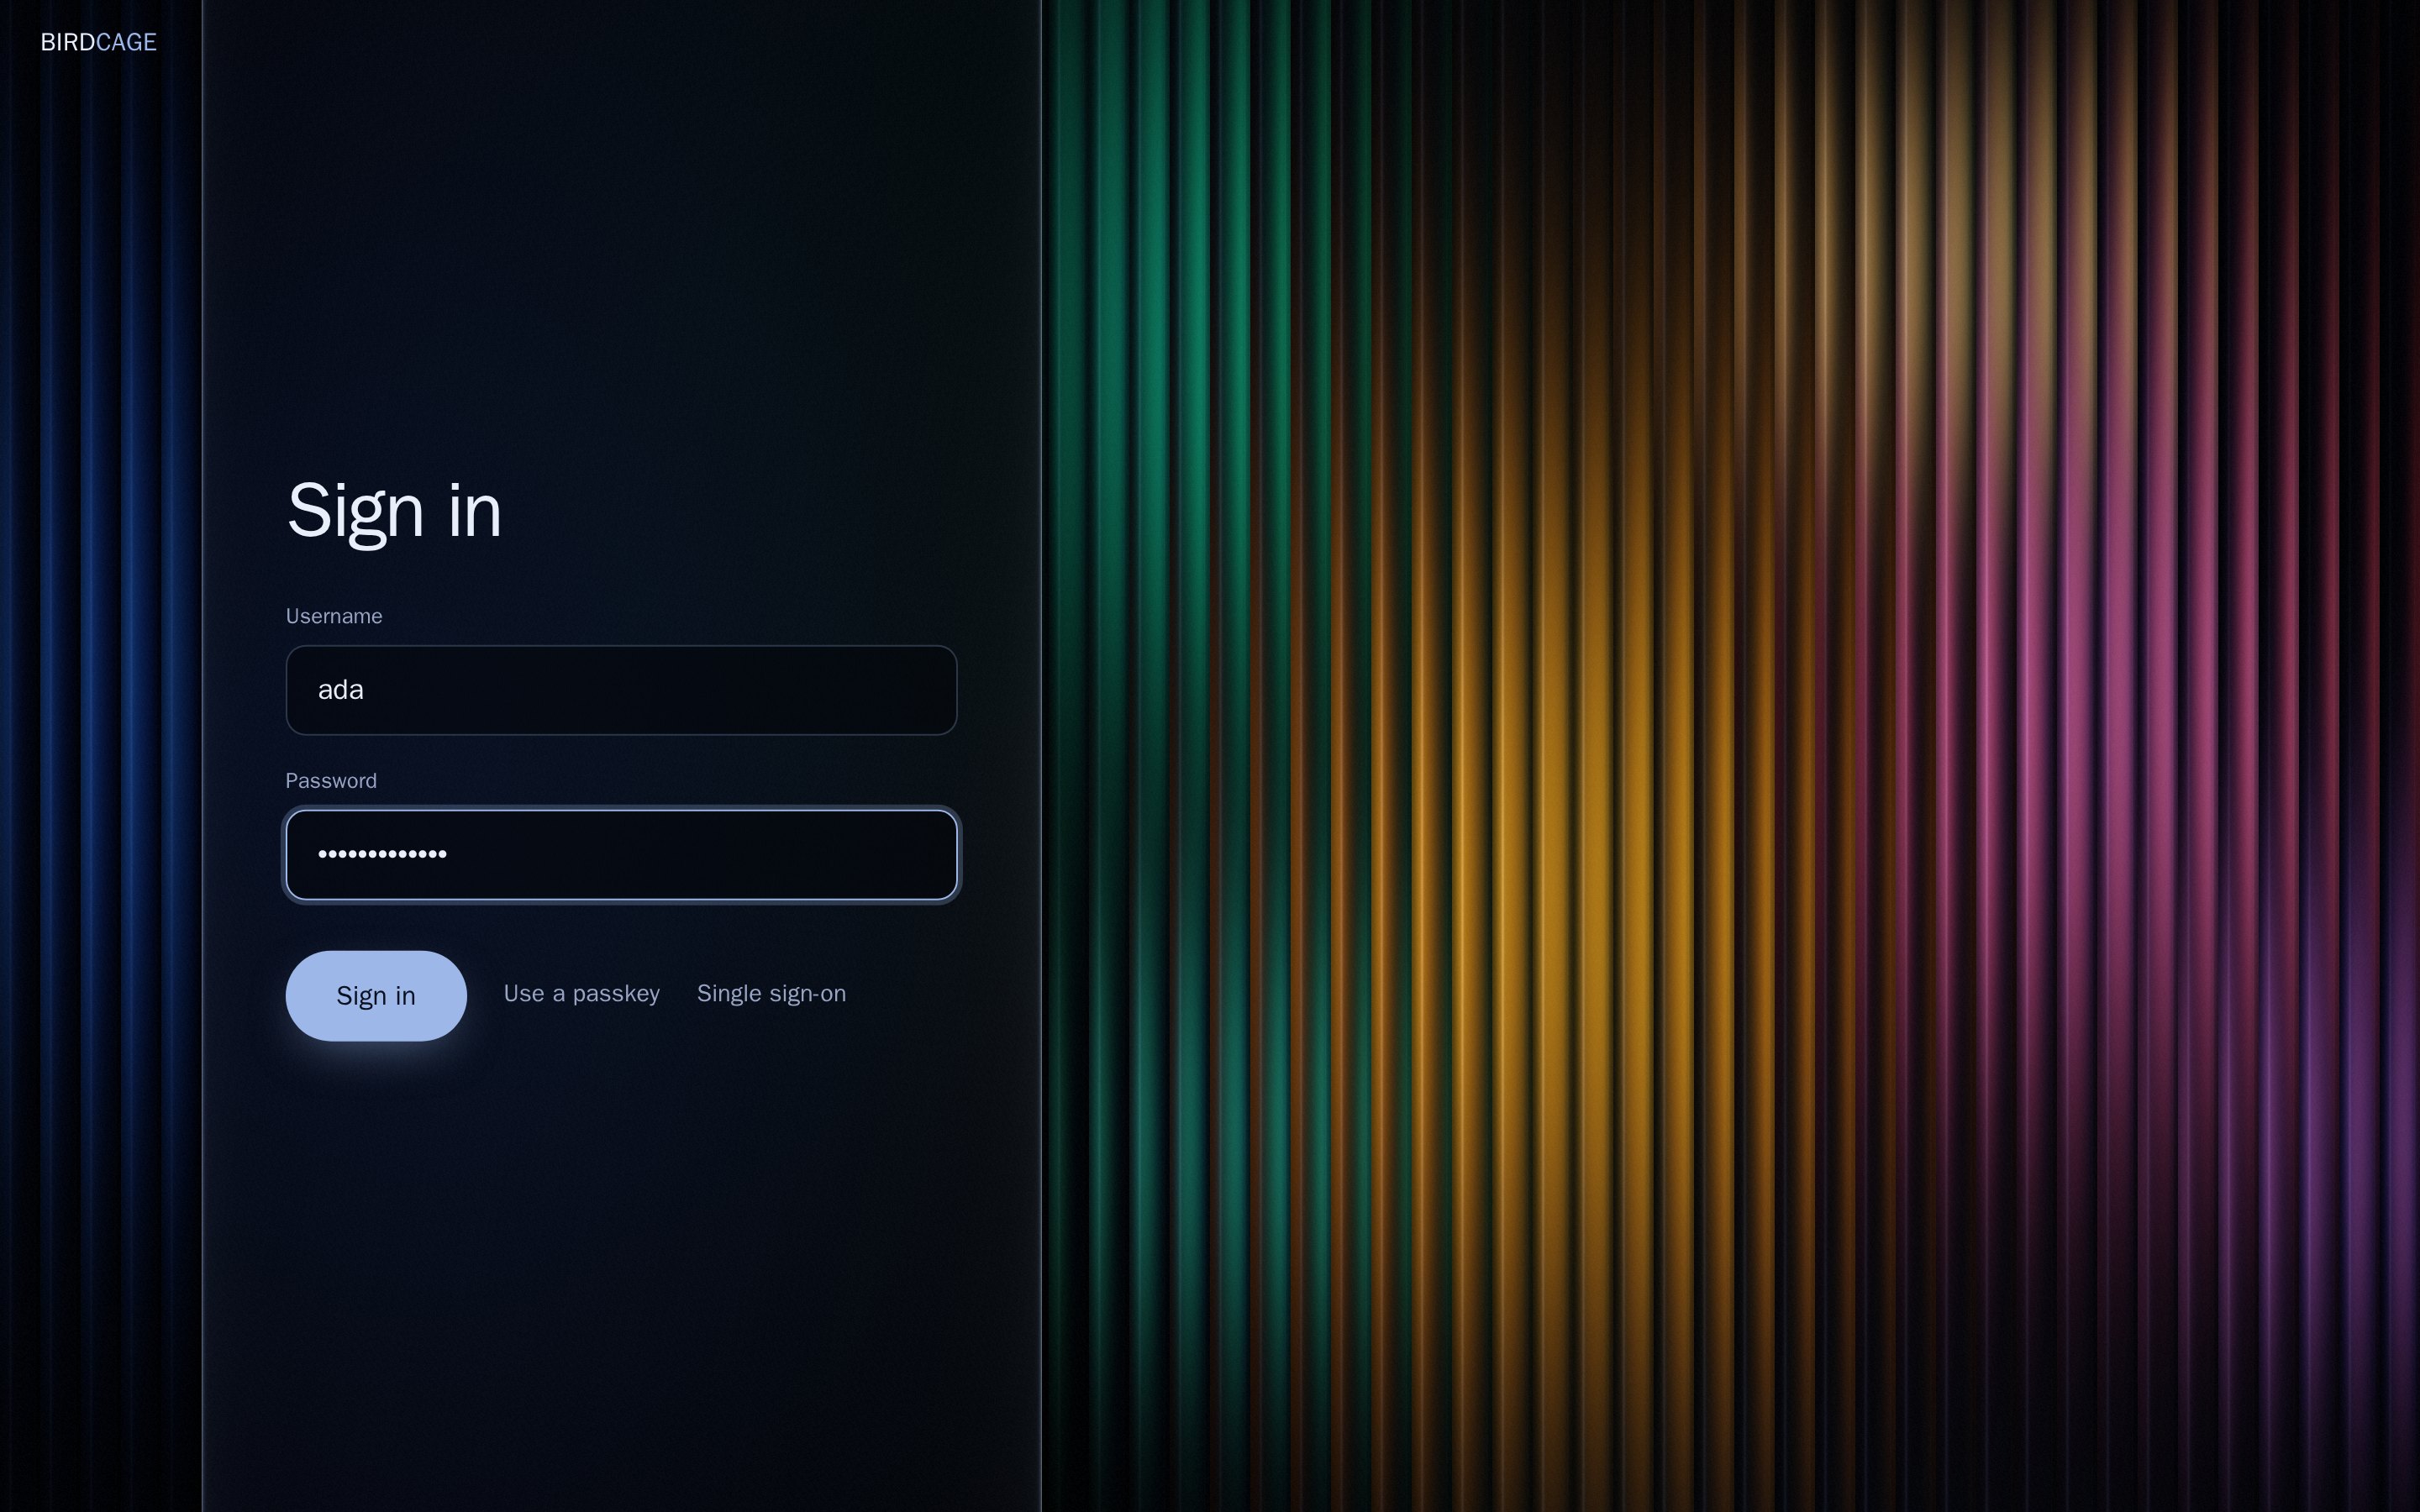 BIRDCAGE
Sign in
Username
ada
Password
•••••••••••••
Sign in Use a passkey Single sign-on